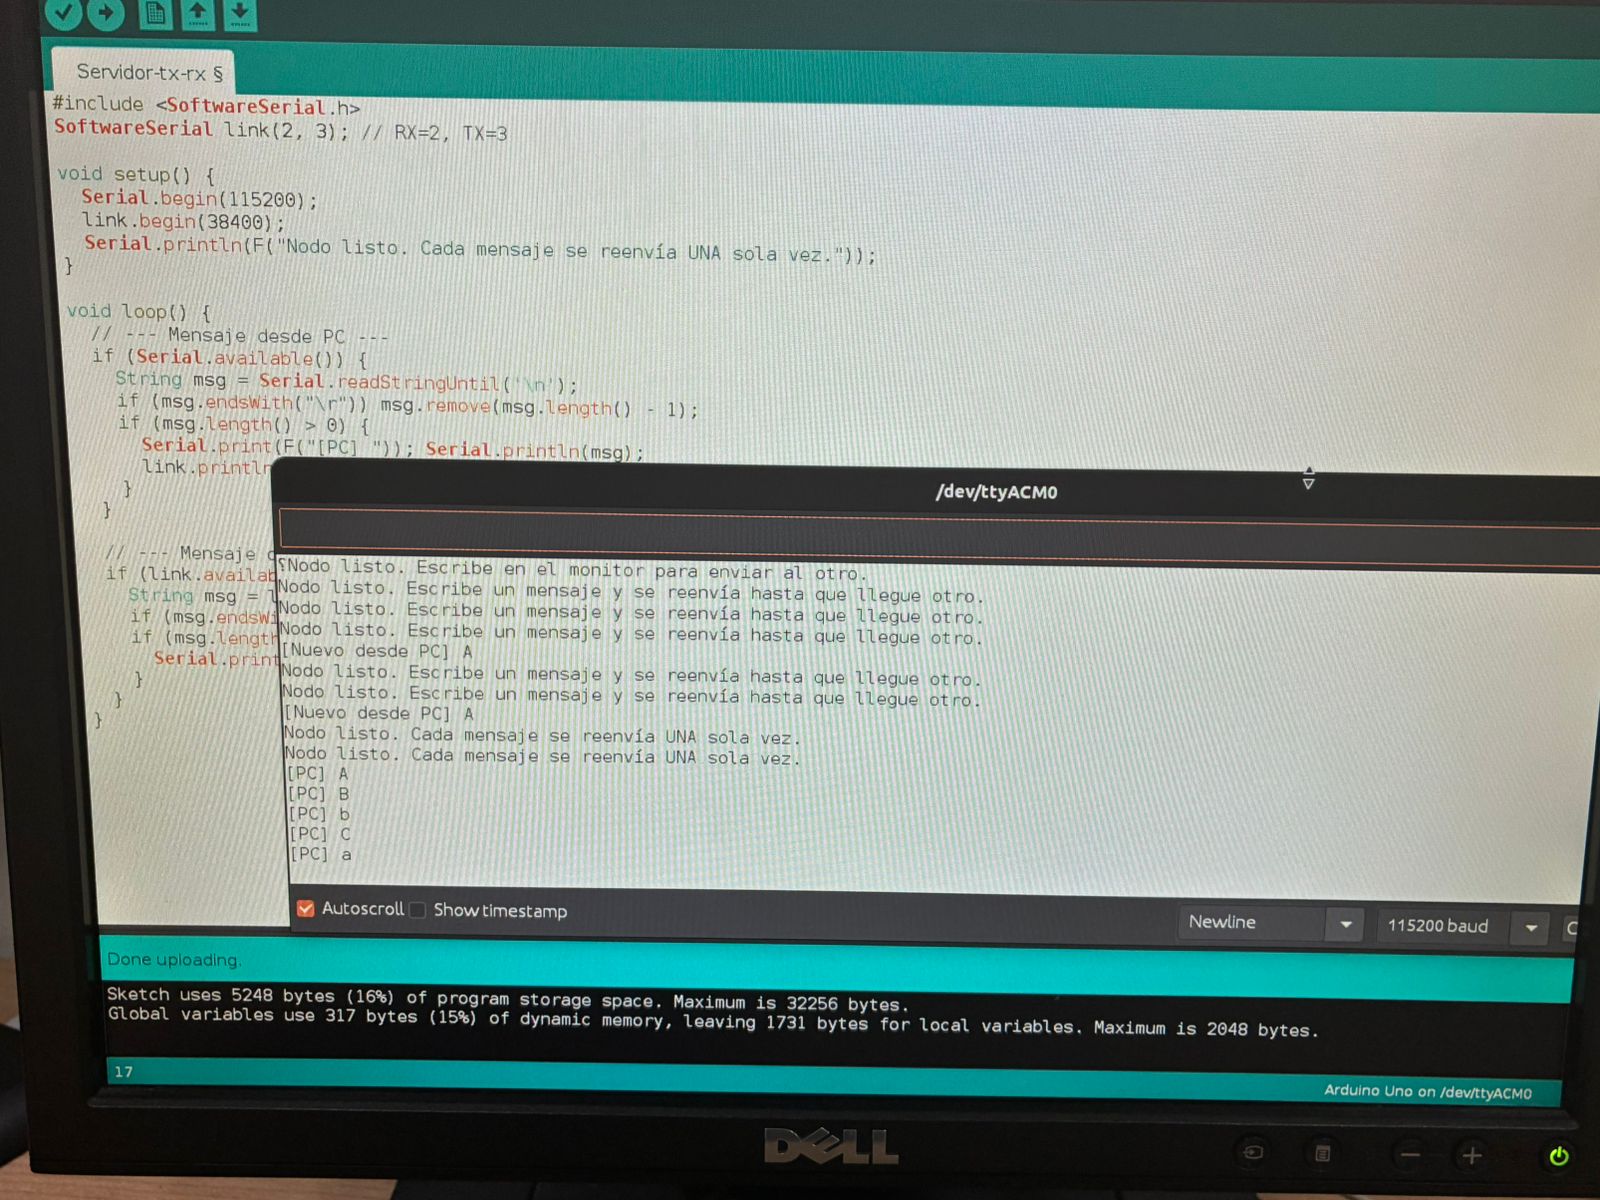 Servidor-tx-rx §
#include <SoftwareSerial.h>
SoftwareSerial link(2, 3); // RX=2, TX=3
void setup() {
Serial.begin(115200);
link.begin(38400);
Serial.println(F("Nodo listo. Cada mensaje se reenvía UNA sola vez."));
}
void loop() {
// --- Mensaje desde PC ---
if (Serial.available()) {
String msg = Serial.readStringUntil('\n');
if (msg.endsWith("\r")) msg.remove(msg.length() - 1);
if (msg.length() > 0) {
Serial.print(F("[PC] ")); Serial.println(msg);
link.println
}
}
// --- Mensaje
if (link.availab
String msg =
if (msg.endsWi
if (msg.length
Serial.print
}
}
}
/dev/ttyACM0
Nodo listo. Escribe en el monitor para enviar al otro.
Nodo listo. Escribe un mensaje y se reenvía hasta que llegue otro.
Nodo listo. Escribe un mensaje y se reenvía hasta que llegue otro.
Nodo listo. Escribe un mensaje y se reenvía hasta que llegue otro.
[Nuevo desde PC] A
Nodo listo. Escribe un mensaje y se reenvía hasta que llegue otro.
Nodo listo. Escribe un mensaje y se reenvía hasta que llegue otro.
[Nuevo desde PC] A
Nodo listo. Cada mensaje se reenvía UNA sola vez.
Nodo listo. Cada mensaje se reenvía UNA sola vez.
[PC] A
[PC] B
[PC] b
[PC] C
[PC] a
Autoscroll Show timestamp Newline 115200 baud
Done uploading.
Sketch uses 5248 bytes (16%) of program storage space. Maximum is 32256 bytes.
Global variables use 317 bytes (15%) of dynamic memory, leaving 1731 bytes for local variables. Maximum is 2048 bytes.
17
Arduino Uno on /dev/ttyACM0
DELL